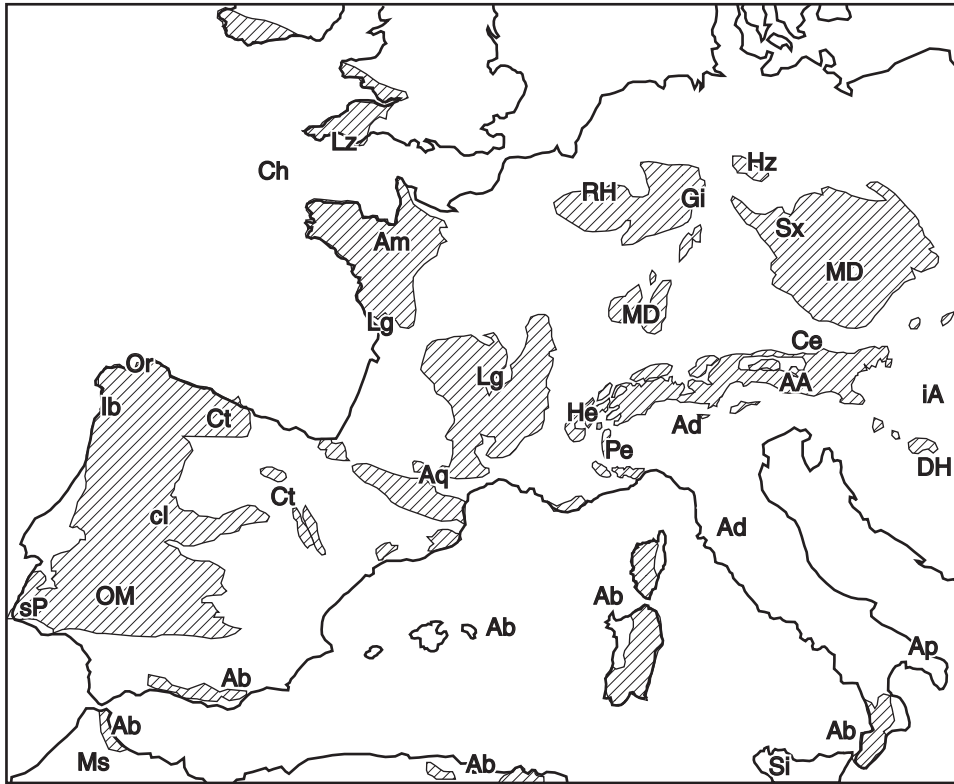 Lz
Ch
Hz
RH
Gi
Sx
Am
MD
MD
Lg
Ce
Or
Lg
AA
Ib
iA
Ct
He
Ad
Pe
DH
Aq
Ct
cI
Ad
OM
Ab
sP
Ab
Ap
Ab
Ab
Ab
Ms
Ab
Si